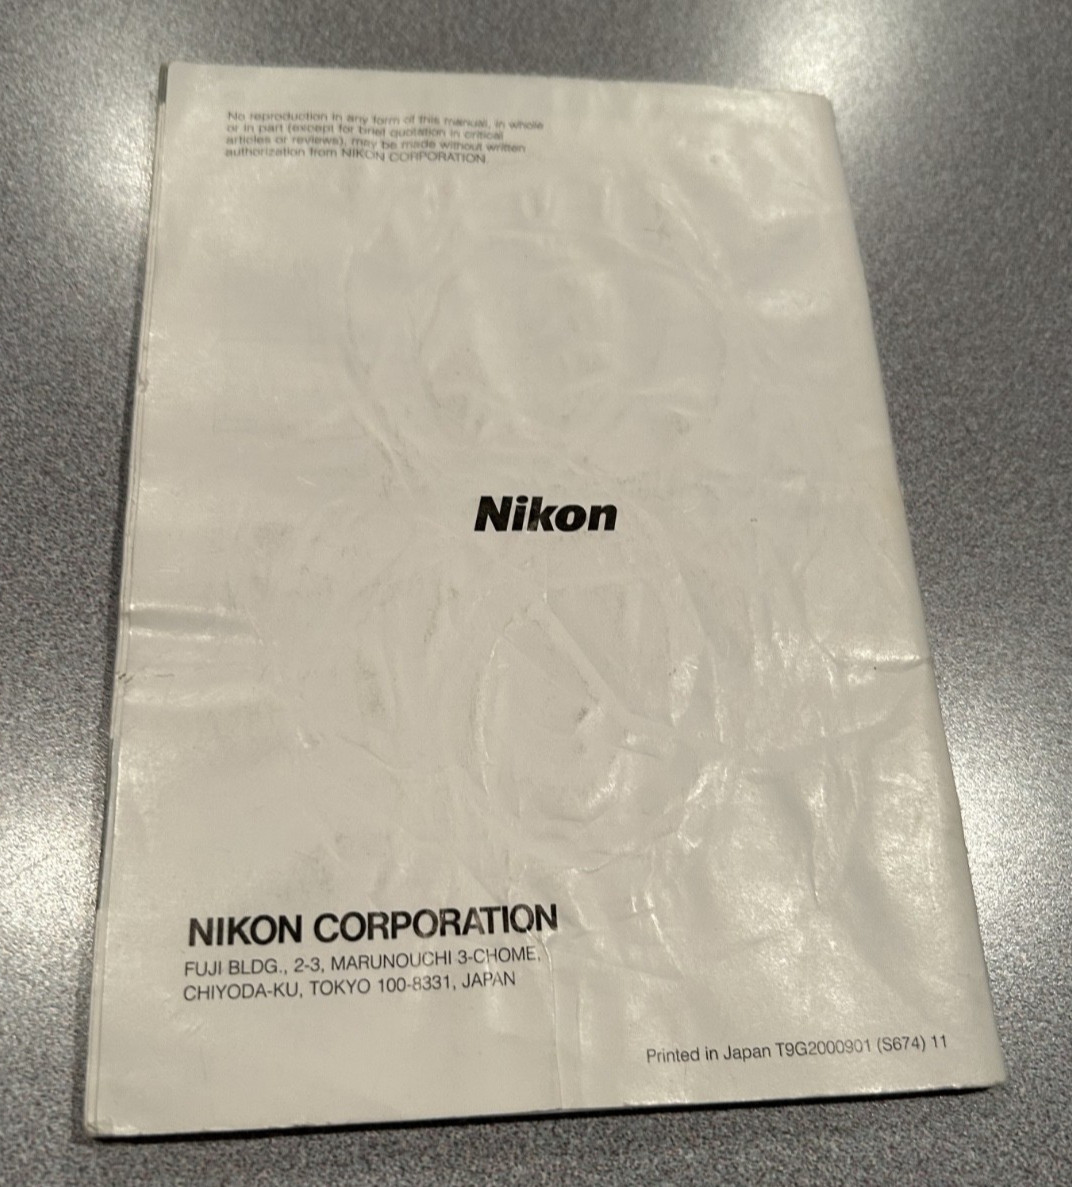 No reproduction in any form of this manual, in whole
or in part (except for brief quotation in critical
articles or reviews), may be made without written
authorization from NIKON CORPORATION.
Nikon
NIKON CORPORATION
FUJI BLDG., 2-3, MARUNOUCHI 3-CHOME,
CHIYODA-KU, TOKYO 100-8331, JAPAN
Printed in Japan T9G2000901 (S674) 11